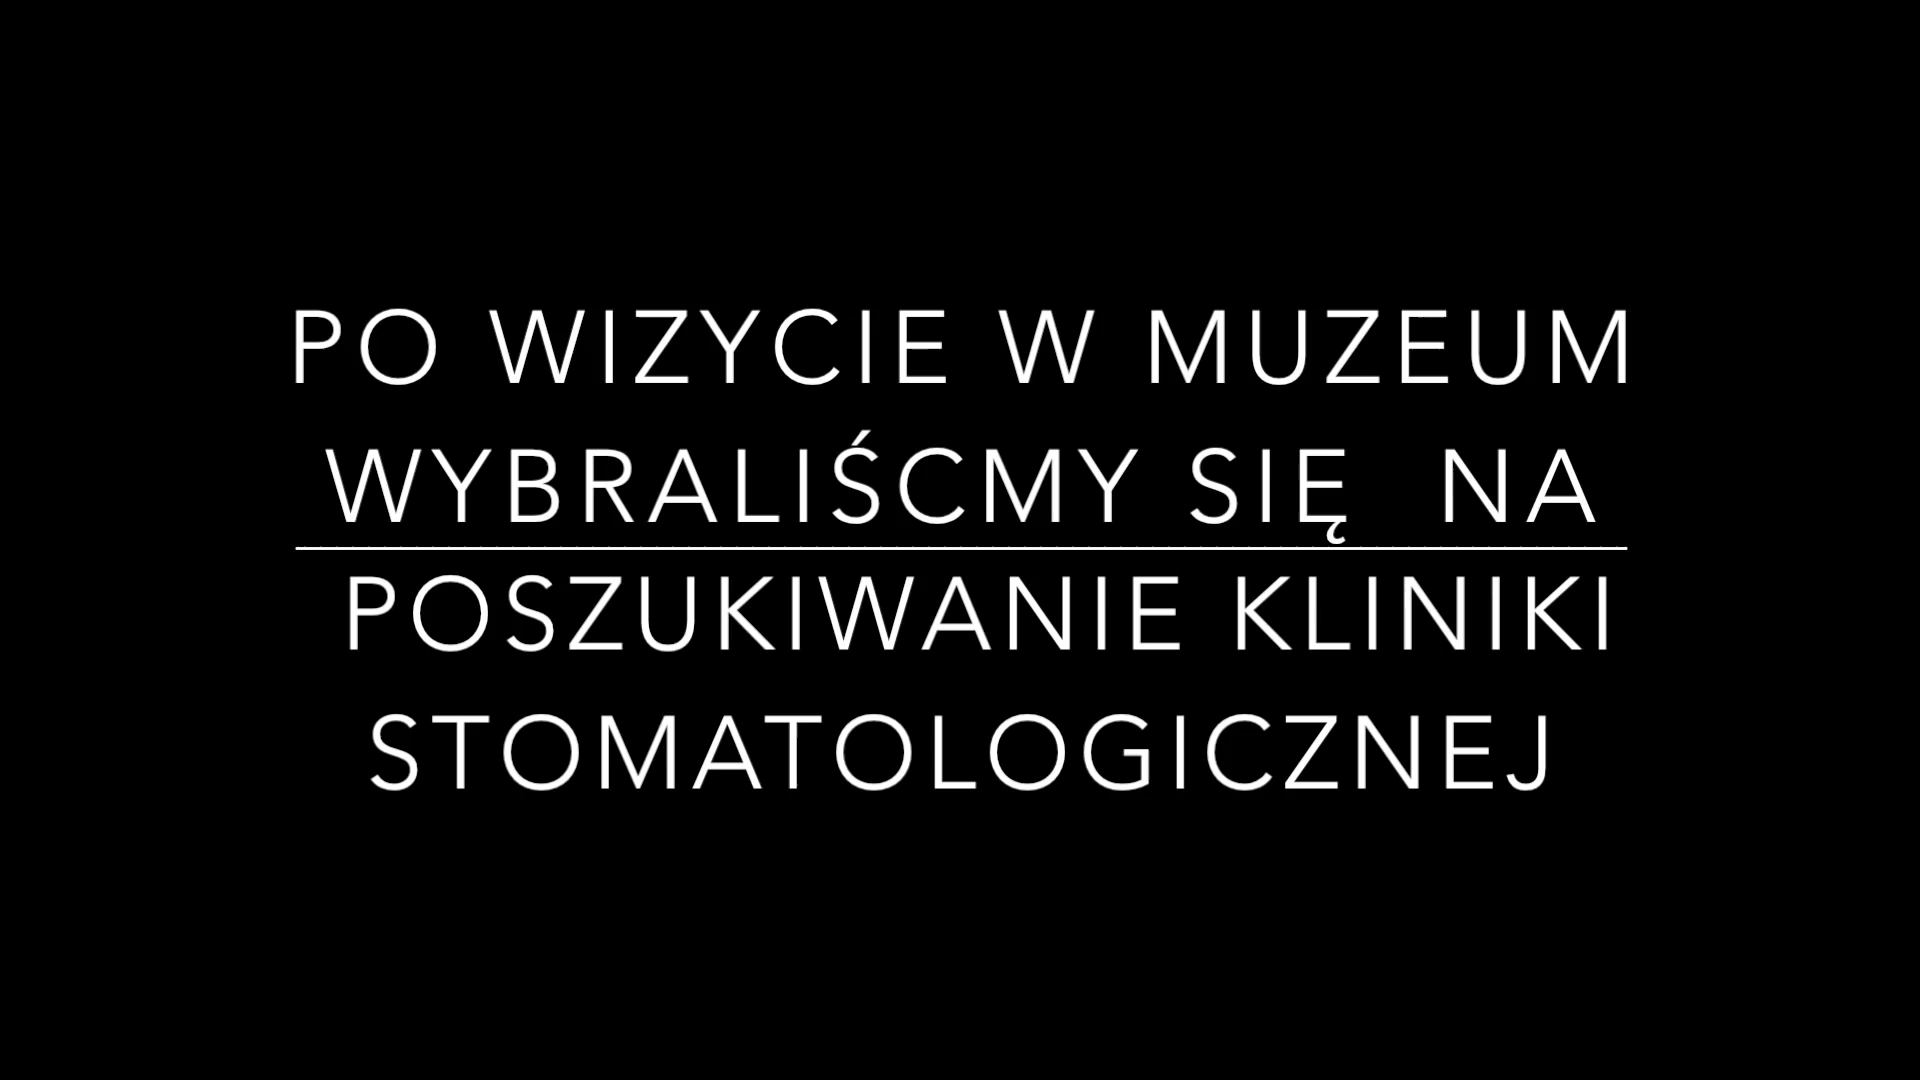 PO WIZYCIE W MUZEUM
WYBRALIŚCMY SIĘ  NA
POSZUKIWANIE KLINIKI
STOMATOLOGICZNEJ